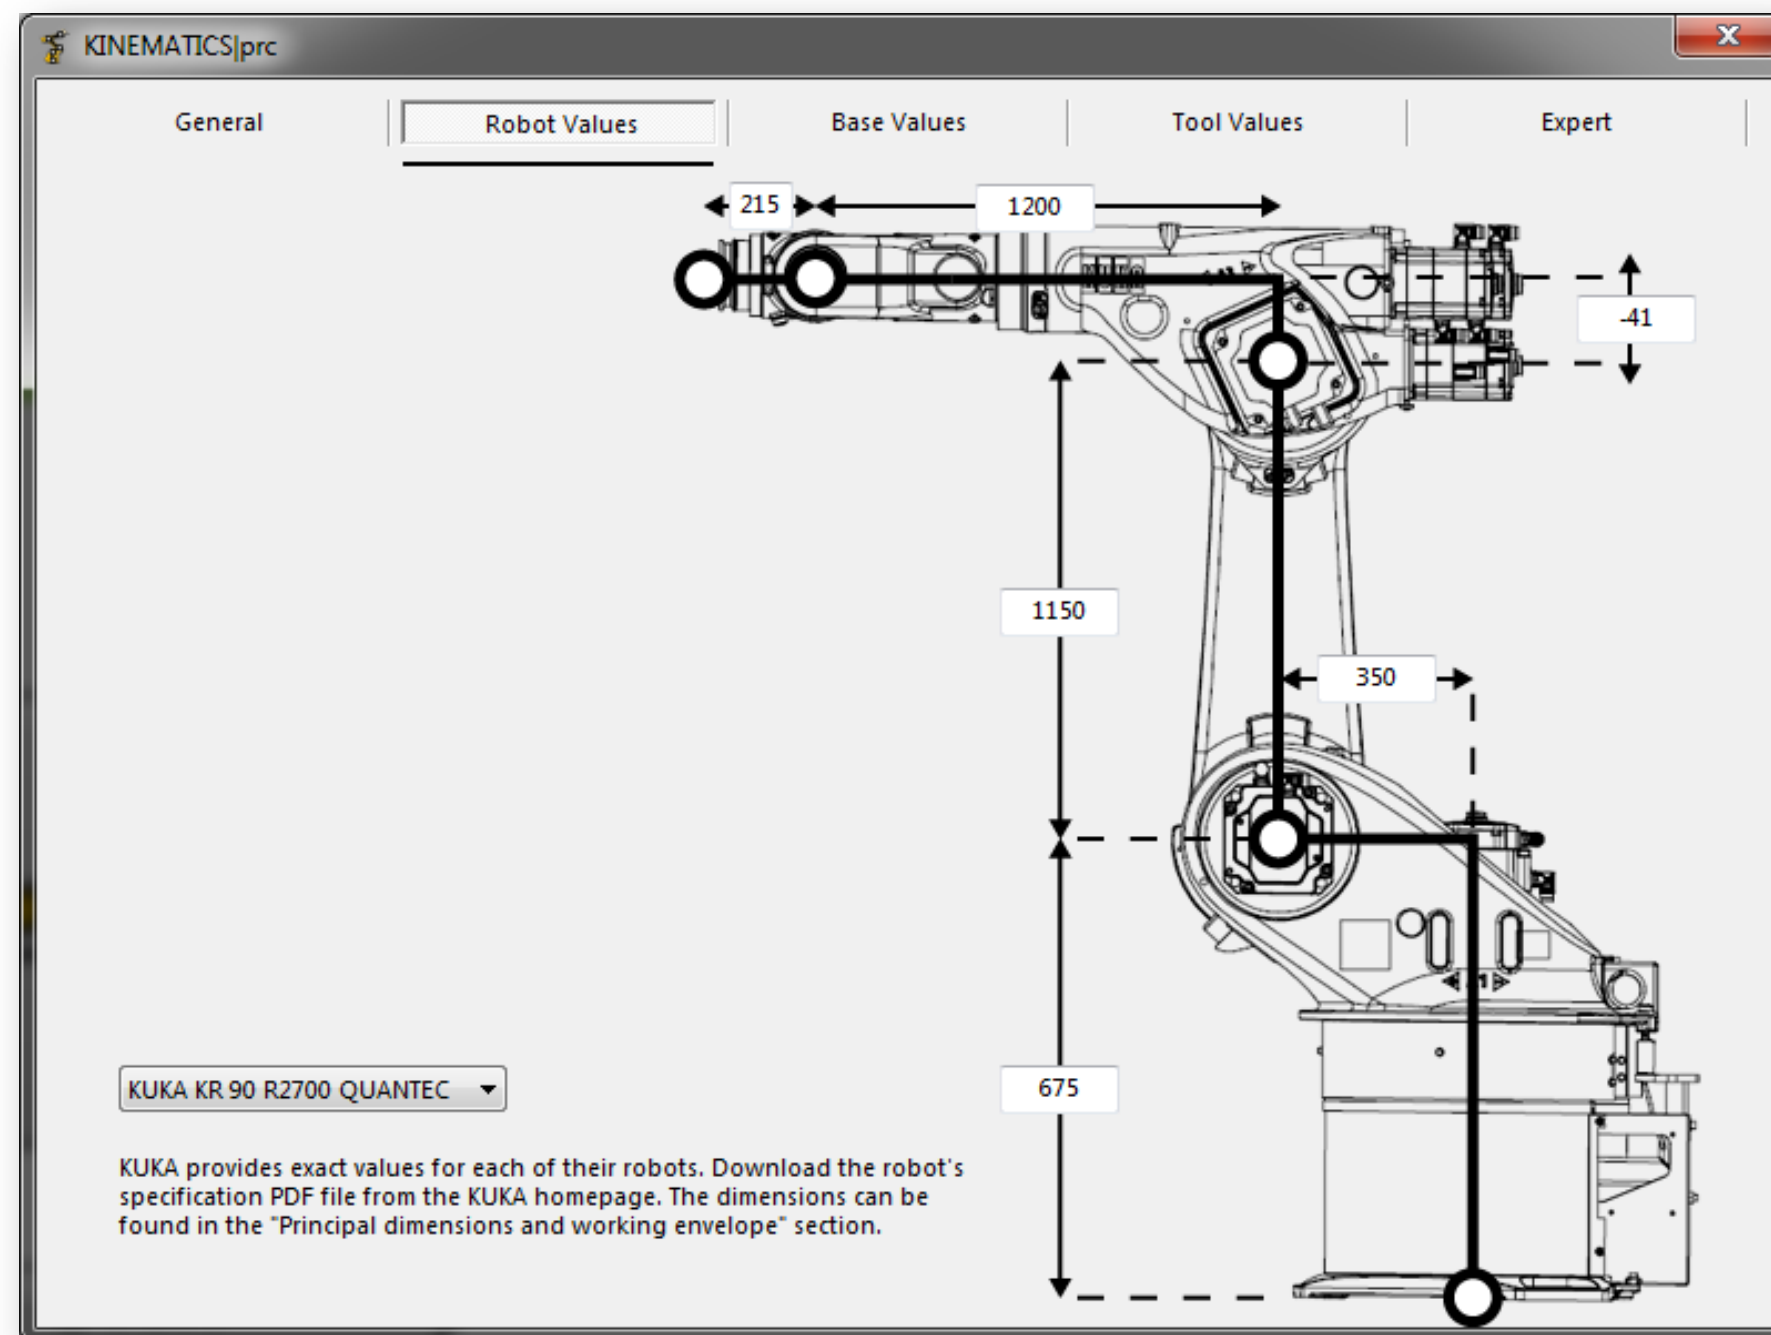 KINEMATICS|prc
General
Robot Values
Base Values
Tool Values
Expert
215
1200
-41
1150
350
675
KUKA KR 90 R2700 QUANTEC
KUKA provides exact values for each of their robots. Download the robot's
specification PDF file from the KUKA homepage. The dimensions can be
found in the "Principal dimensions and working envelope" section.